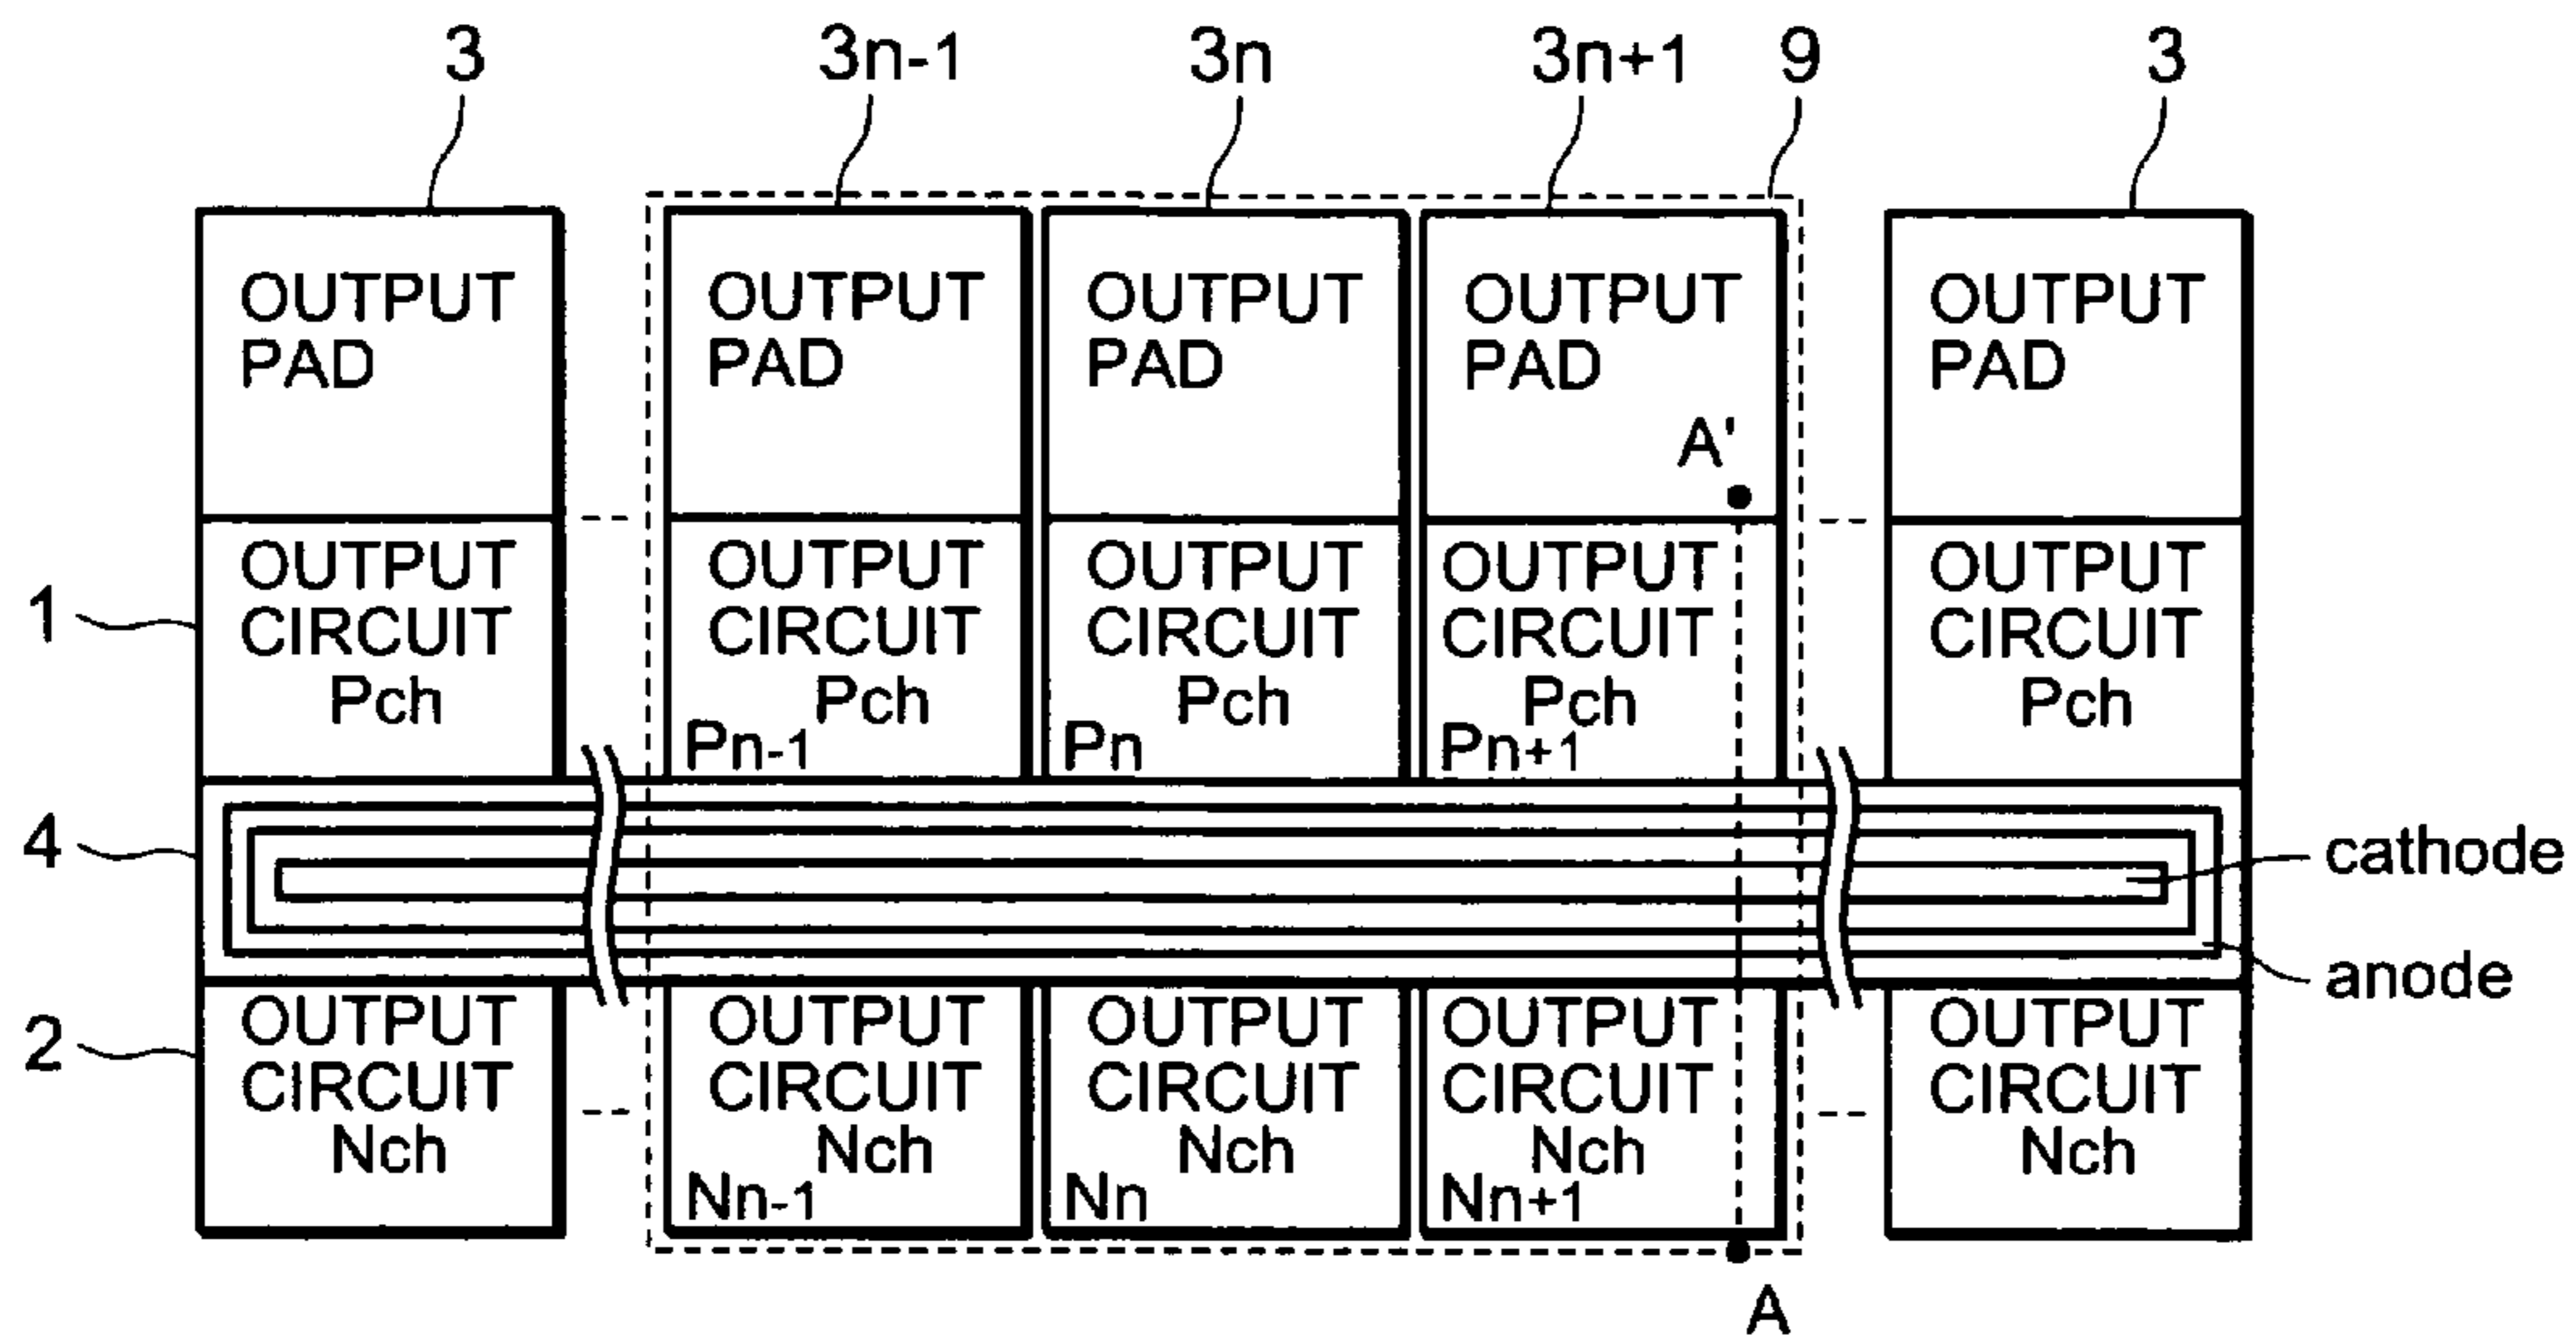 3 3n-1 3n 3n+1 9 3
OUTPUT PAD
OUTPUT PAD
OUTPUT PAD
OUTPUT PAD
OUTPUT PAD
A'
1
OUTPUT CIRCUIT Pch
OUTPUT CIRCUIT Pch
Pn-1
OUTPUT CIRCUIT Pch
Pn
OUTPUT CIRCUIT Pch
Pn+1
OUTPUT CIRCUIT Pch
4
cathode
anode
2
OUTPUT CIRCUIT Nch
OUTPUT CIRCUIT Nch
Nn-1
OUTPUT CIRCUIT Nch
Nn
OUTPUT CIRCUIT Nch
Nn+1
OUTPUT CIRCUIT Nch
A